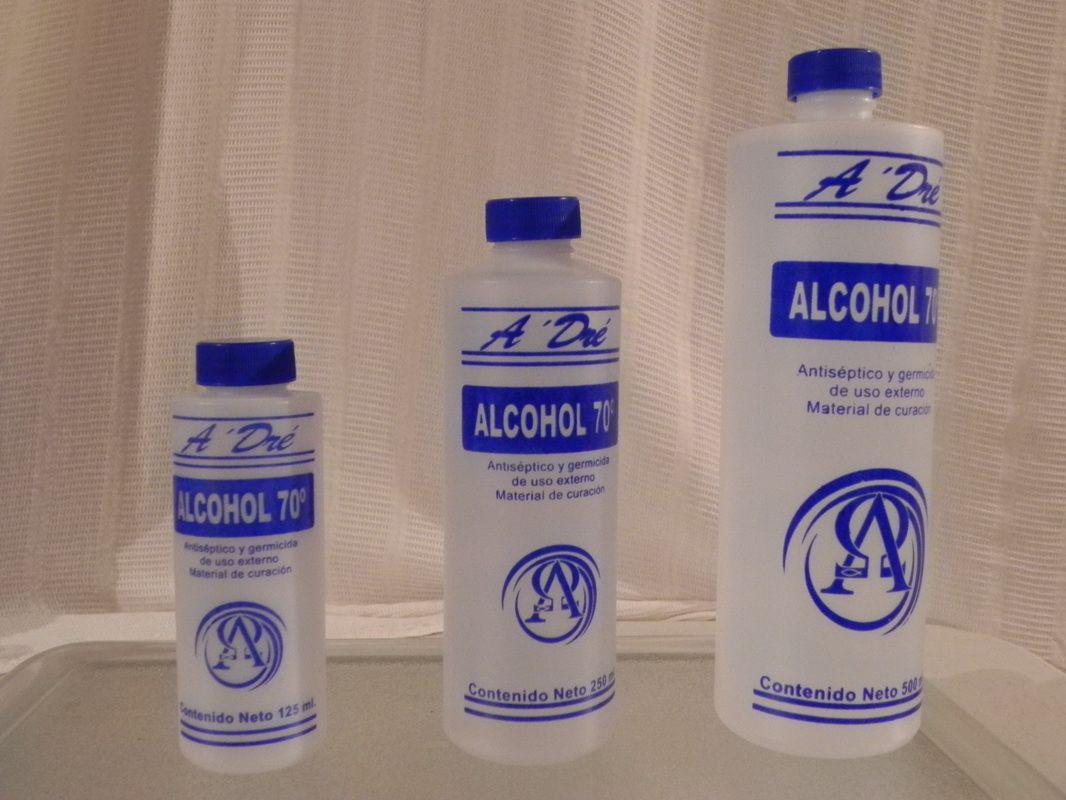 A´Dré
ALCOHOL 70º
Antiséptico y germicida
de uso externo
Material de curación
Contenido Neto 125 ml.
A´Dré
ALCOHOL 70º
Antiséptico y germicida
de uso externo
Material de curación
Contenido Neto 250 m
A´Dré
ALCOHOL 70
Antiséptico y germicida
de uso externo
Material de curación
Contenido Neto 500